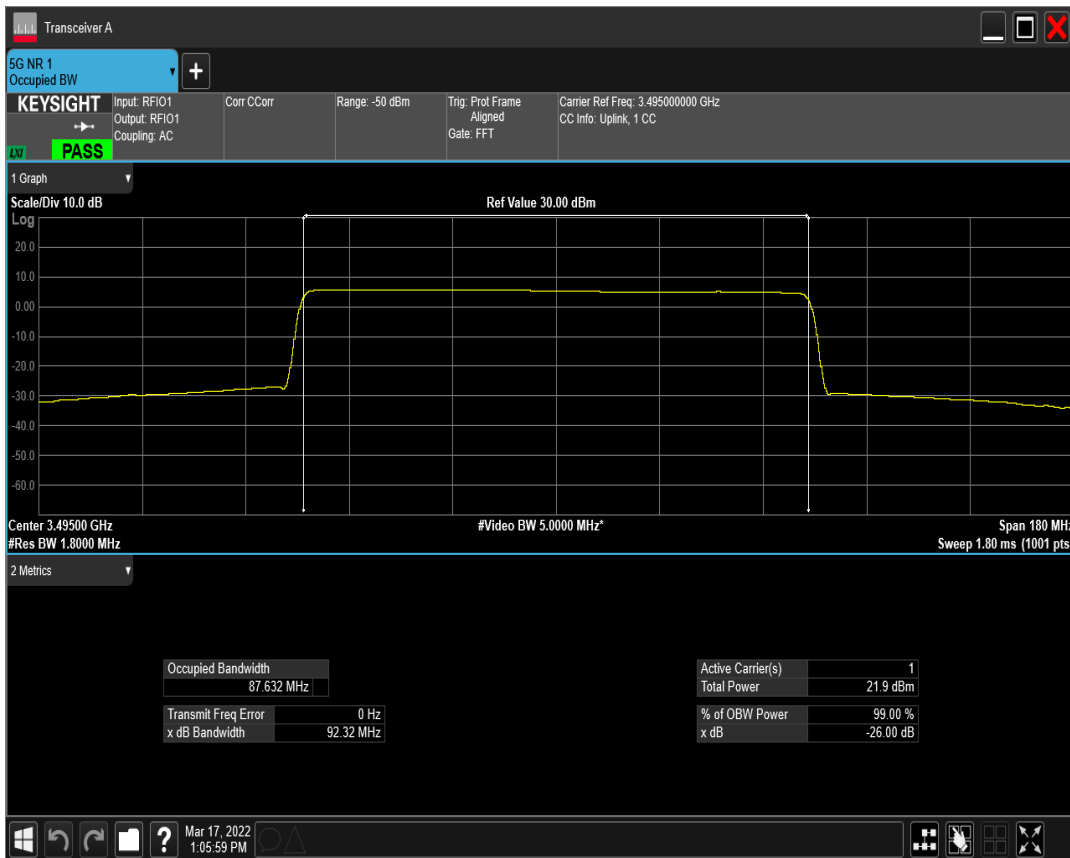 Transceiver A
5G NR 1
Occupied BW
+
KEYSIGHT
LXI
PASS
Input: RFIO1
Output: RFIO1
Coupling: AC
Corr CCorr
Range: -50 dBm
Trig: Prot Frame
Aligned
Gate: FFT
Carrier Ref Freq: 3.495000000 GHz
CC Info: Uplink, 1 CC
1 Graph
Scale/Div 10.0 dB
Ref Value 30.00 dBm
Log
20.0
10.0
0.00
-10.0
-20.0
-30.0
-40.0
-50.0
-60.0
Center 3.49500 GHz
#Video BW 5.0000 MHz*
Span 180 MHz
#Res BW 1.8000 MHz
Sweep 1.80 ms (1001 pts
2 Metrics
Occupied Bandwidth
87.632 MHz
Transmit Freq Error 0 Hz
x dB Bandwidth 92.32 MHz
Active Carrier(s) 1
Total Power 21.9 dBm
% of OBW Power 99.00 %
x dB -26.00 dB
?
Mar 17, 2022
1:05:59 PM